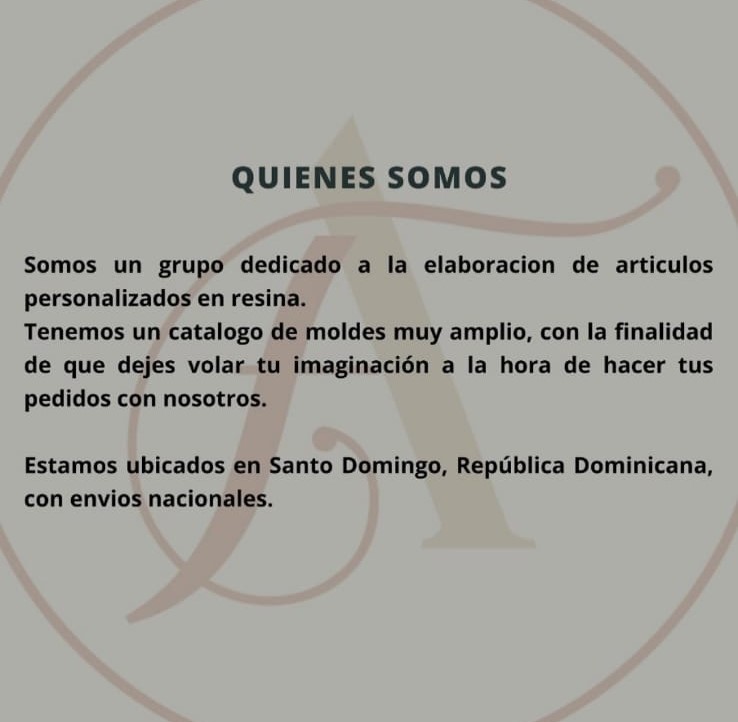 QUIENES SOMOS
Somos un grupo dedicado a la elaboracion de articulos
personalizados en resina.
Tenemos un catalogo de moldes muy amplio, con la finalidad
de que dejes volar tu imaginación a la hora de hacer tus
pedidos con nosotros.
Estamos ubicados en Santo Domingo, República Dominicana,
con envios nacionales.